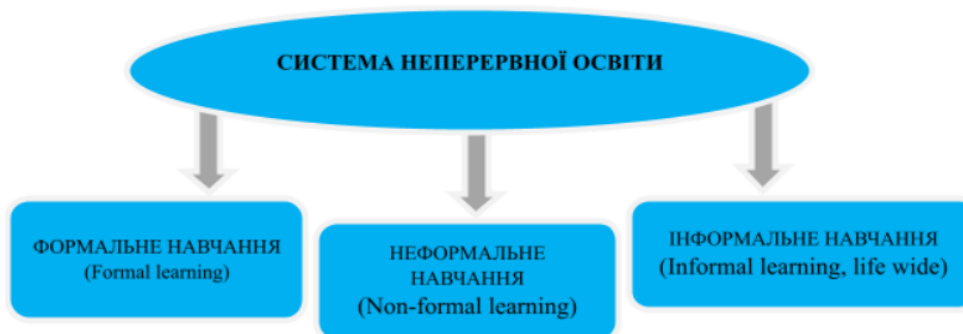 СИСТЕМА НЕПЕРЕРВНОЇ ОСВІТИ
ФОРМАЛЬНЕ НАВЧАННЯ
(Formal learning)
НЕФОРМАЛЬНЕ
НАВЧАННЯ
(Non-formal learning)
ІНФОРМАЛЬНЕ НАВЧАННЯ
(Informal learning, life wide)